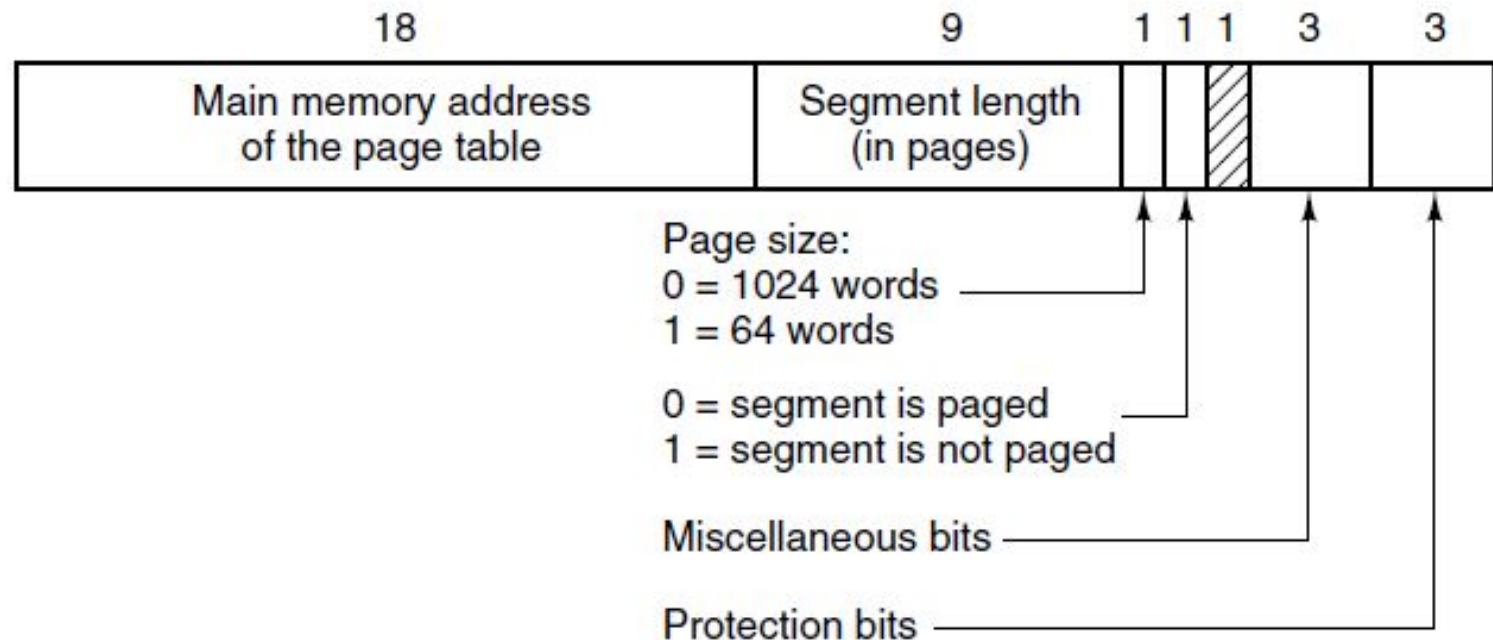 18 9 1 1 1 3 3
Main memory address
of the page table
Segment length
(in pages)
Page size:
0 = 1024 words
1 = 64 words
0 = segment is paged
1 = segment is not paged
Miscellaneous bits
Protection bits